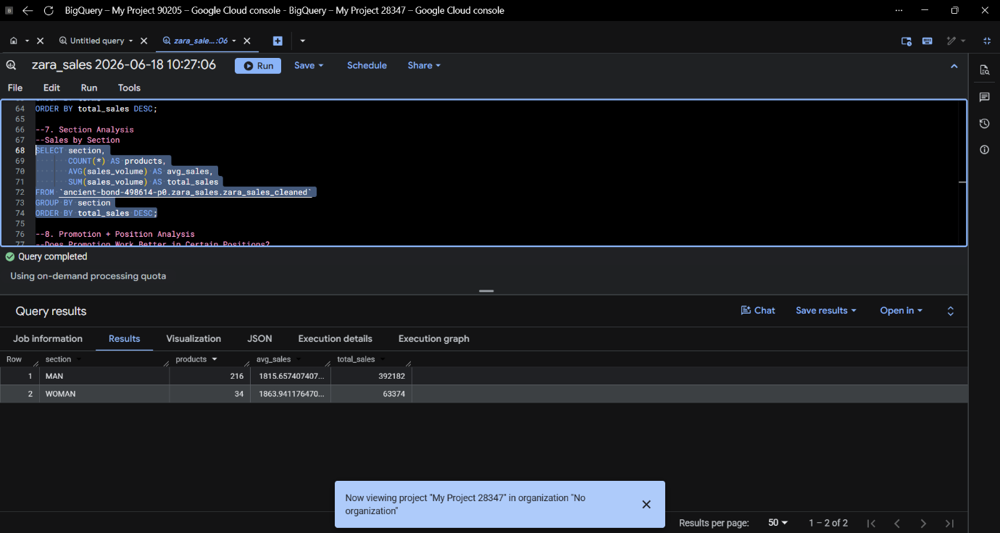 BigQuery – My Project 90205 – Google Cloud console - BigQuery – My Project 28347 – Google Cloud console
Untitled query
zara_sale...:06
zara_sales 2026-06-18 10:27:06
Run
Save
Schedule
Share
File
Edit
Run
Tools
64 ORDER BY total_sales DESC;
65
66 --7. Section Analysis
67 --Sales by Section
68 SELECT section,
69 COUNT(*) AS products,
70 AVG(sales_volume) AS avg_sales,
71 SUM(sales_volume) AS total_sales
72 FROM `ancient-bond-498614-p0.zara_sales.zara_sales_cleaned`
73 GROUP BY section
74 ORDER BY total_sales DESC;
75
76 --8. Promotion + Position Analysis
77 --Does Promotion Work Better in Certain Positions?
Query completed
Using on-demand processing quota
Query results
Chat
Save results
Open in
Job information
Results
Visualization
JSON
Execution details
Execution graph
Row section products avg_sales total_sales
1 MAN 216 1815.657407407... 392182
2 WOMAN 34 1863.941176470... 63374
Now viewing project "My Project 28347" in organization "No
organization"
Results per page: 50 1 – 2 of 2